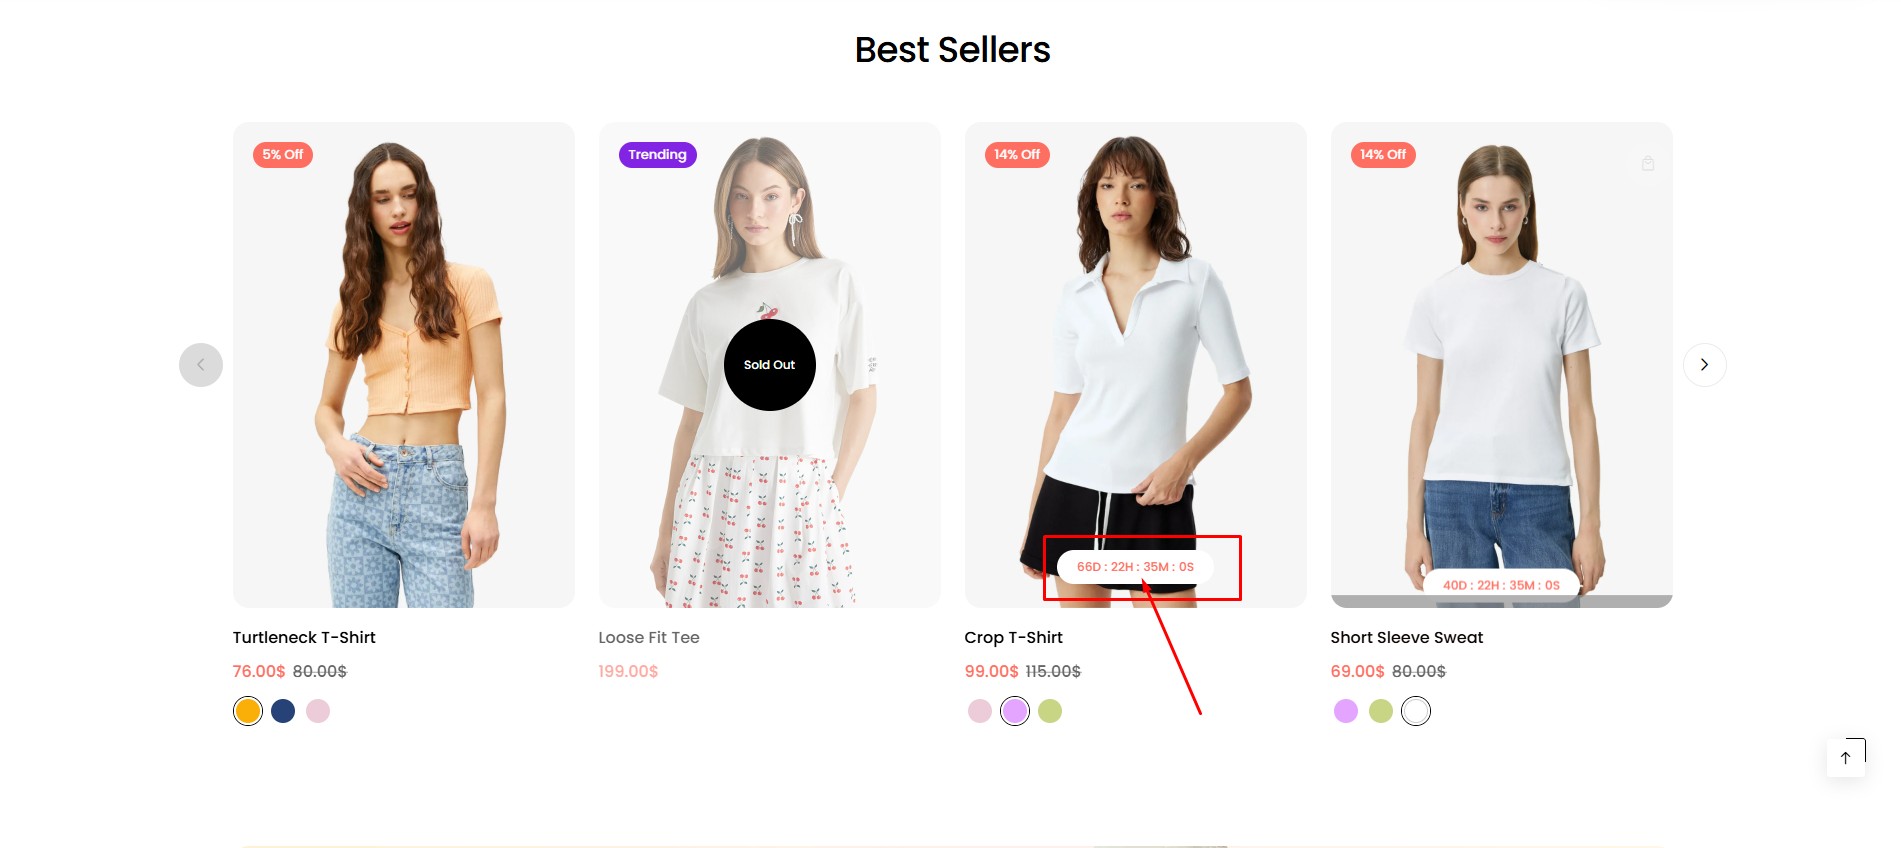 Best Sellers
5% Off
Trending
14% Off
14% Off
Sold Out
66D : 22H : 35M : 0S
40D : 22H : 35M : 0S
Turtleneck T-Shirt
Loose Fit Tee
Crop T-Shirt
Short Sleeve Sweat
76.00$ 80.00$
199.00$
99.00$ 115.00$
69.00$ 80.00$